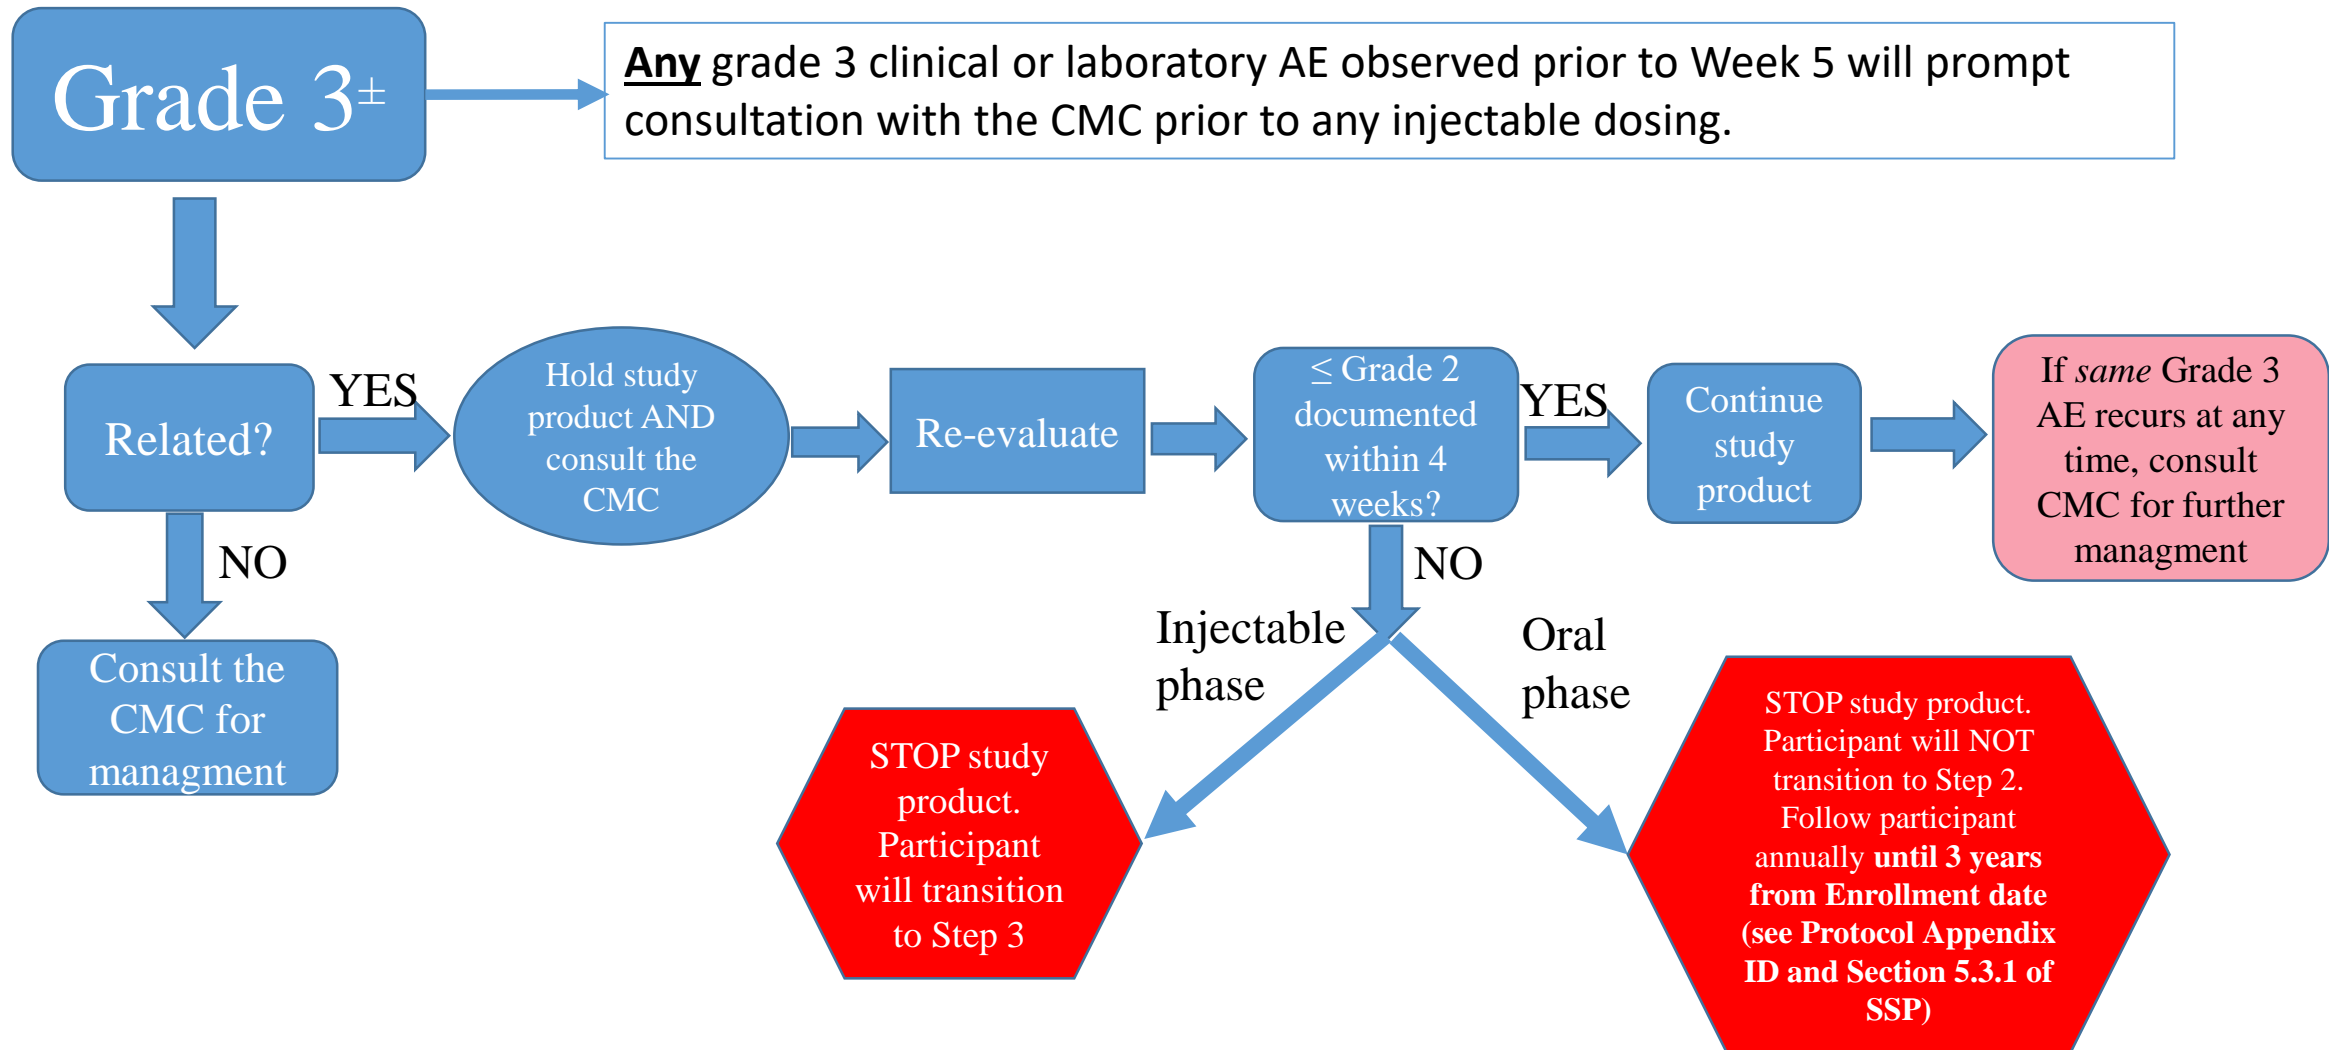 Grade 3±
Any grade 3 clinical or laboratory AE observed prior to Week 5 will prompt
consultation with the CMC prior to any injectable dosing.
Related?
YES
Hold study
product AND
consult the
CMC
Re-evaluate
≤ Grade 2
documented
within 4
weeks?
YES
Continue
study
product
If same Grade 3
AE recurs at any
time, consult
CMC for further
managment
NO
Consult the
CMC for
managment
NO
Injectable
phase
Oral
phase
STOP study
product.
Participant
will transition
to Step 3
STOP study product.
Participant will NOT
transition to Step 2.
Follow participant
annually until 3 years
from Enrollment date
(see Protocol Appendix
ID and Section 5.3.1 of
SSP)